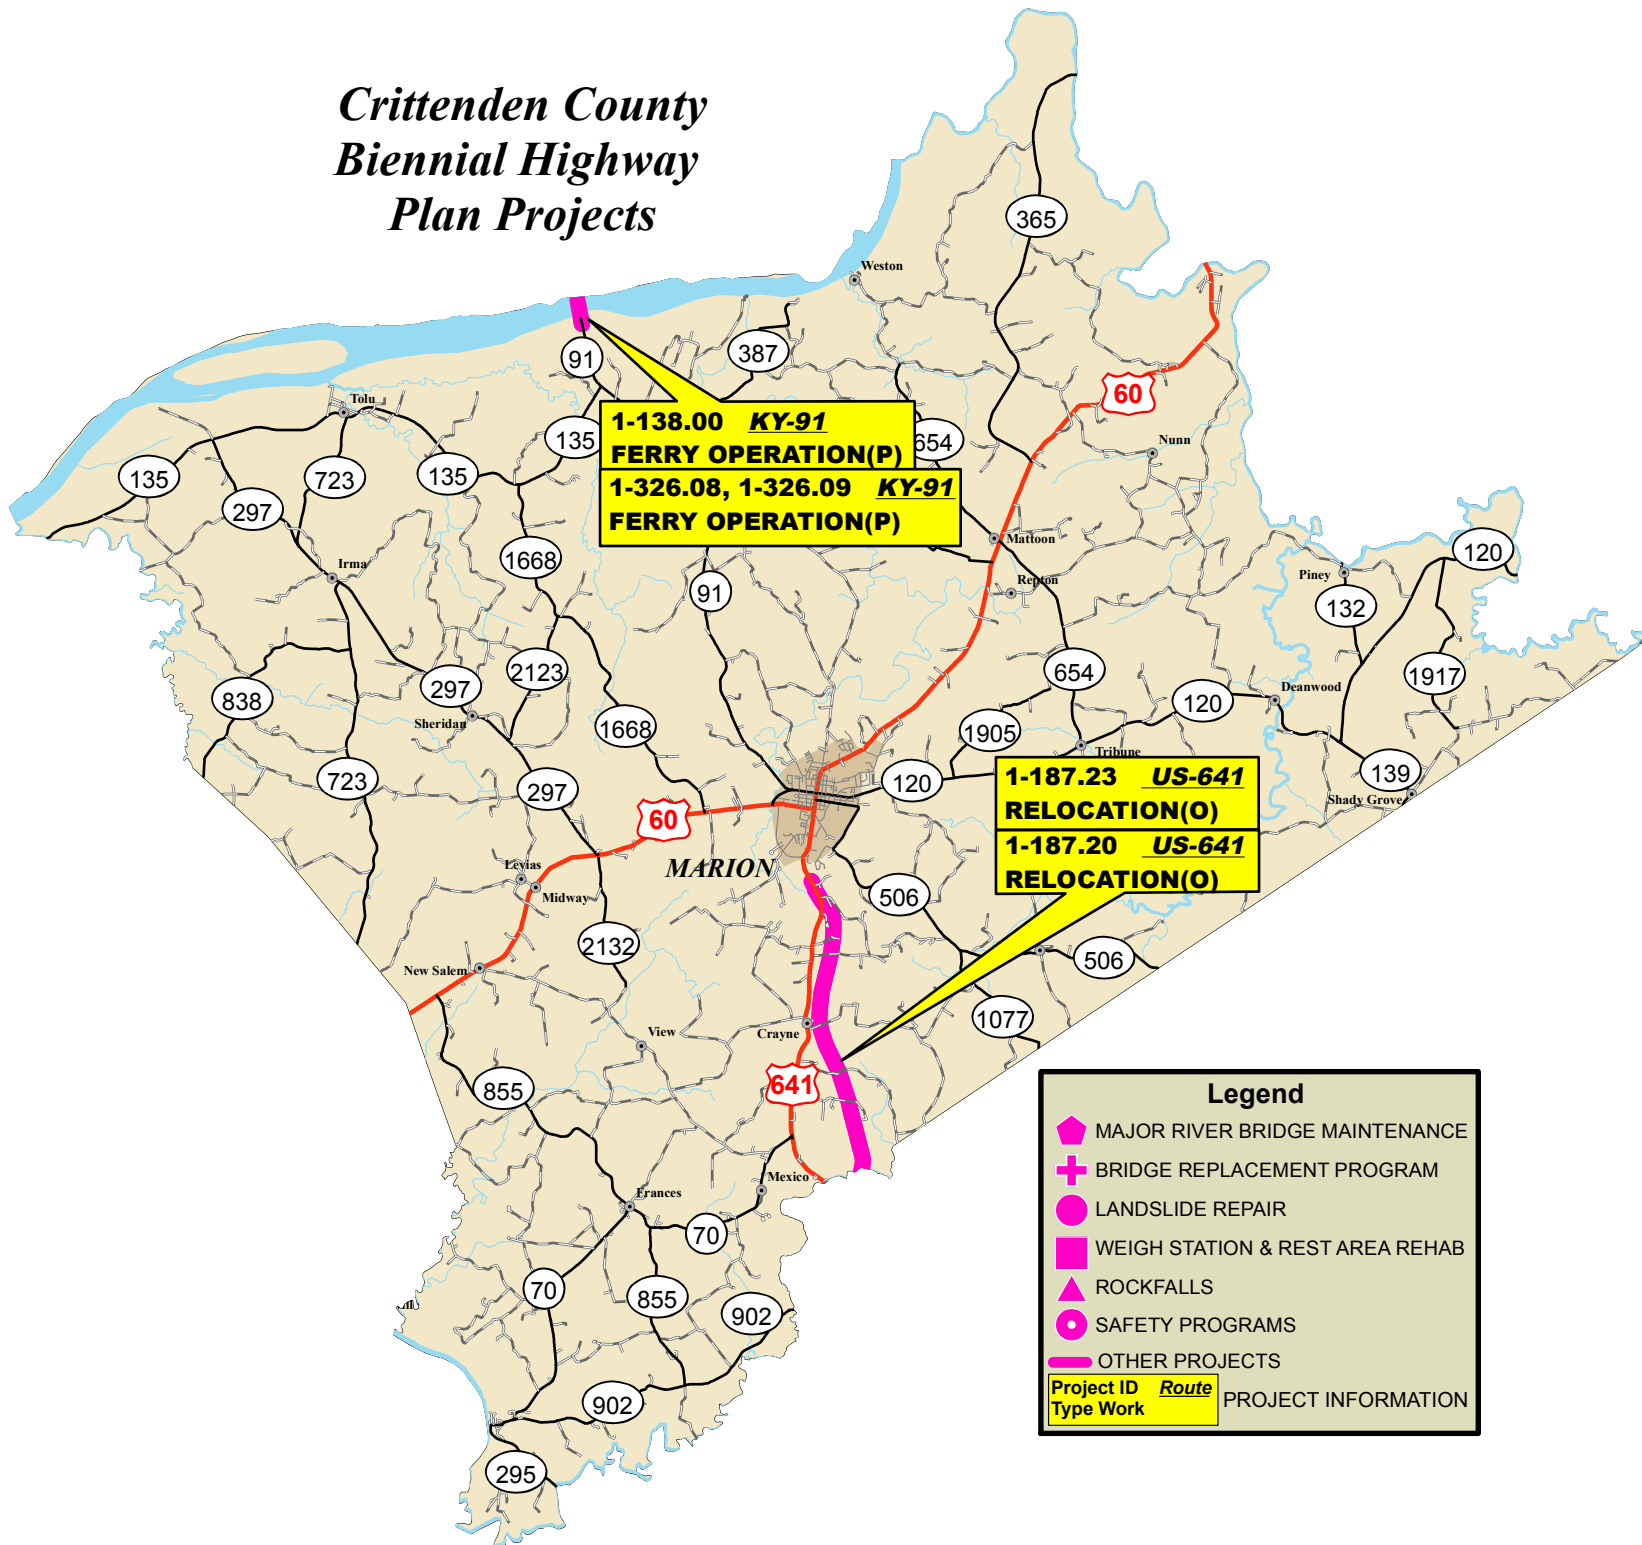 Crittenden County
Biennial Highway
Plan Projects
Weston
365
91
387
60
Tolu
135
654
Nunn
1-138.00 KY-91
FERRY OPERATION(P)
1-326.08, 1-326.09 KY-91
FERRY OPERATION(P)
135
723
135
297
Mattoon
120
1668
Irma
Repton
Piney
91
132
654
2123
297
1917
838
Deanwood
Sheridan
120
1668
1905
Tribune
723
297
120
139
Shady Grove
60
1-187.23 US-641
RELOCATION(O)
1-187.20 US-641
RELOCATION(O)
MARION
Levias
Midway
506
2132
506
New Salem
1077
View
Crayne
641
855
Mexico
Frances
70
70
855
902
902
295
Legend
MAJOR RIVER BRIDGE MAINTENANCE
BRIDGE REPLACEMENT PROGRAM
LANDSLIDE REPAIR
WEIGH STATION & REST AREA REHAB
ROCKFALLS
SAFETY PROGRAMS
OTHER PROJECTS
Project ID Route
Type Work
PROJECT INFORMATION